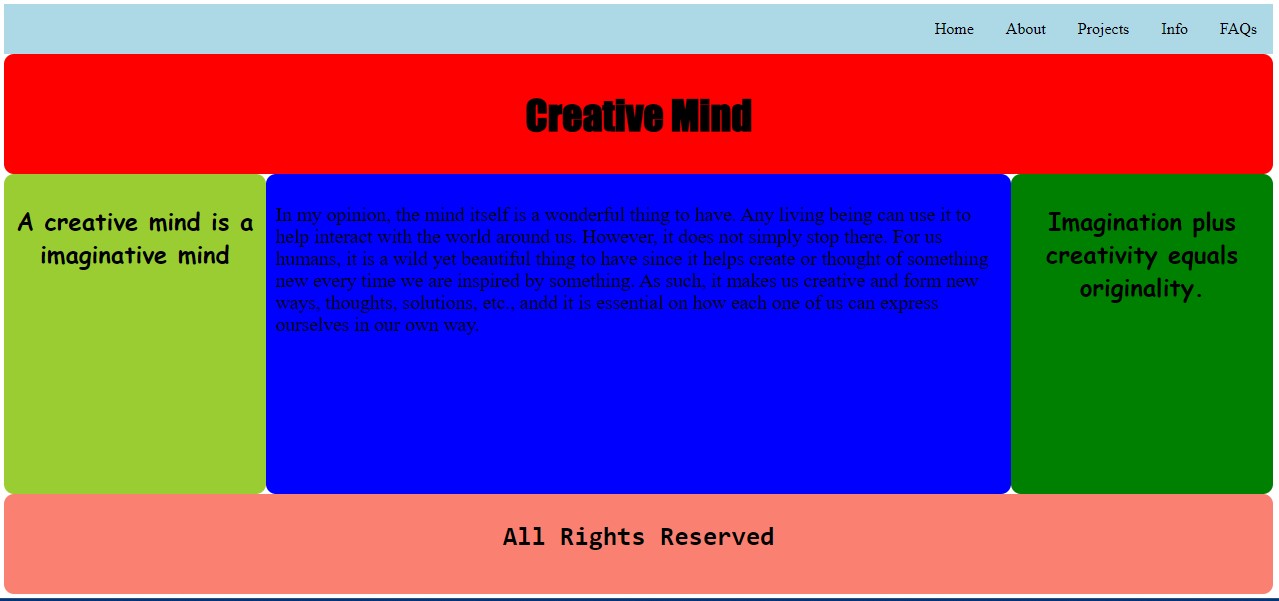 Home About Projects Info FAQs
Creative Mind
A creative mind is a
imaginative mind
In my opinion, the mind itself is a wonderful thing to have. Any living being can use it to
help interact with the world around us. However, it does not simply stop there. For us
humans, it is a wild yet beautiful thing to have since it helps create or thought of something
new every time we are inspired by something. As such, it makes us creative and form new
ways, thoughts, solutions, etc., andd it is essential on how each one of us can express
ourselves in our own way.
Imagination plus
creativity equals
originality.
All Rights Reserved